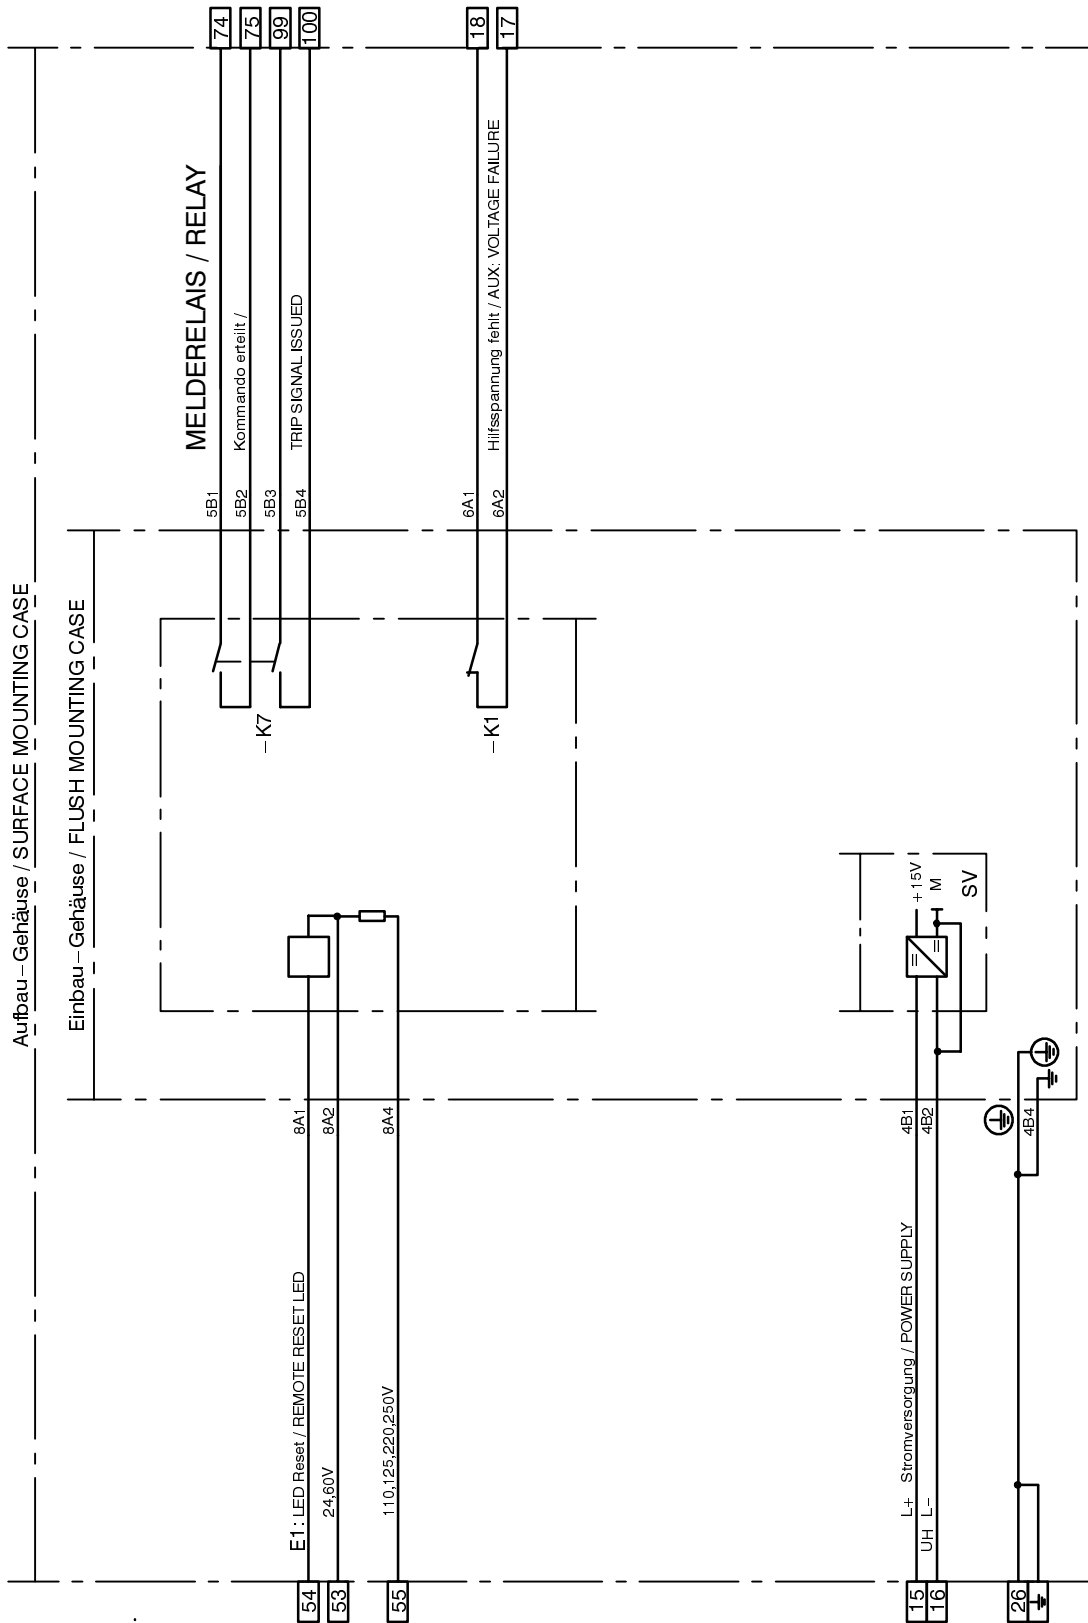 Aufbau–Gehäuse / SURFACE MOUNTING CASE
Einbau–Gehäuse / FLUSH MOUNTING CASE
E1: LED Reset / REMOTE RESET LED
54
8A1
24,60V
53
8A2
110,125,220,250V
55
8A4
–K7
MELDERELAIS / RELAY
5B1
74
5B2
Kommando erteilt /
75
5B3
99
5B4
TRIP SIGNAL ISSUED
100
–K1
6A1
18
6A2
Hilfsspannung fehlt / AUX: VOLTAGE FAILURE
17
L+ Stromversorgung / POWER SUPPLY
15
4B1
+15V
UH L–
16
4B2
M
SV
26
4B4